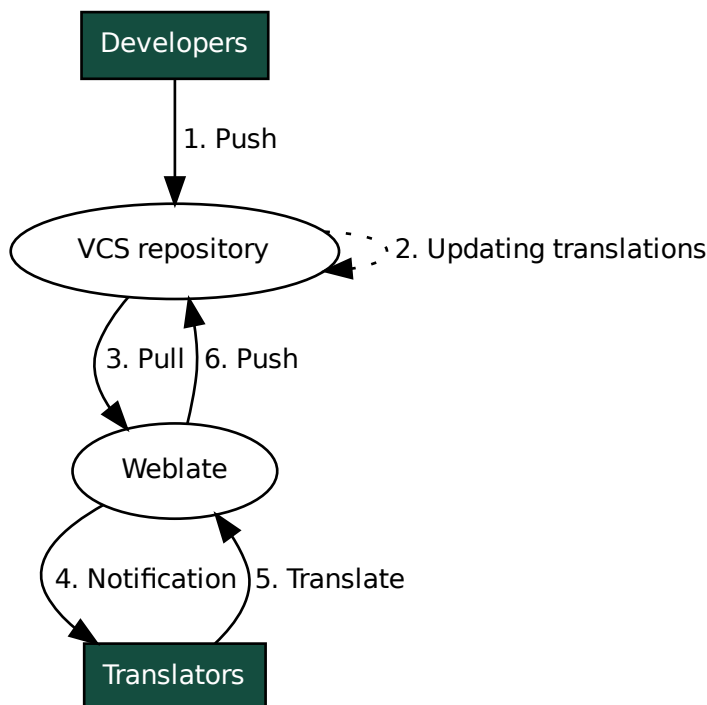 Developers
1. Push
VCS repository
2. Updating translations
3. Pull
6. Push
Weblate
4. Notification
5. Translate
Translators